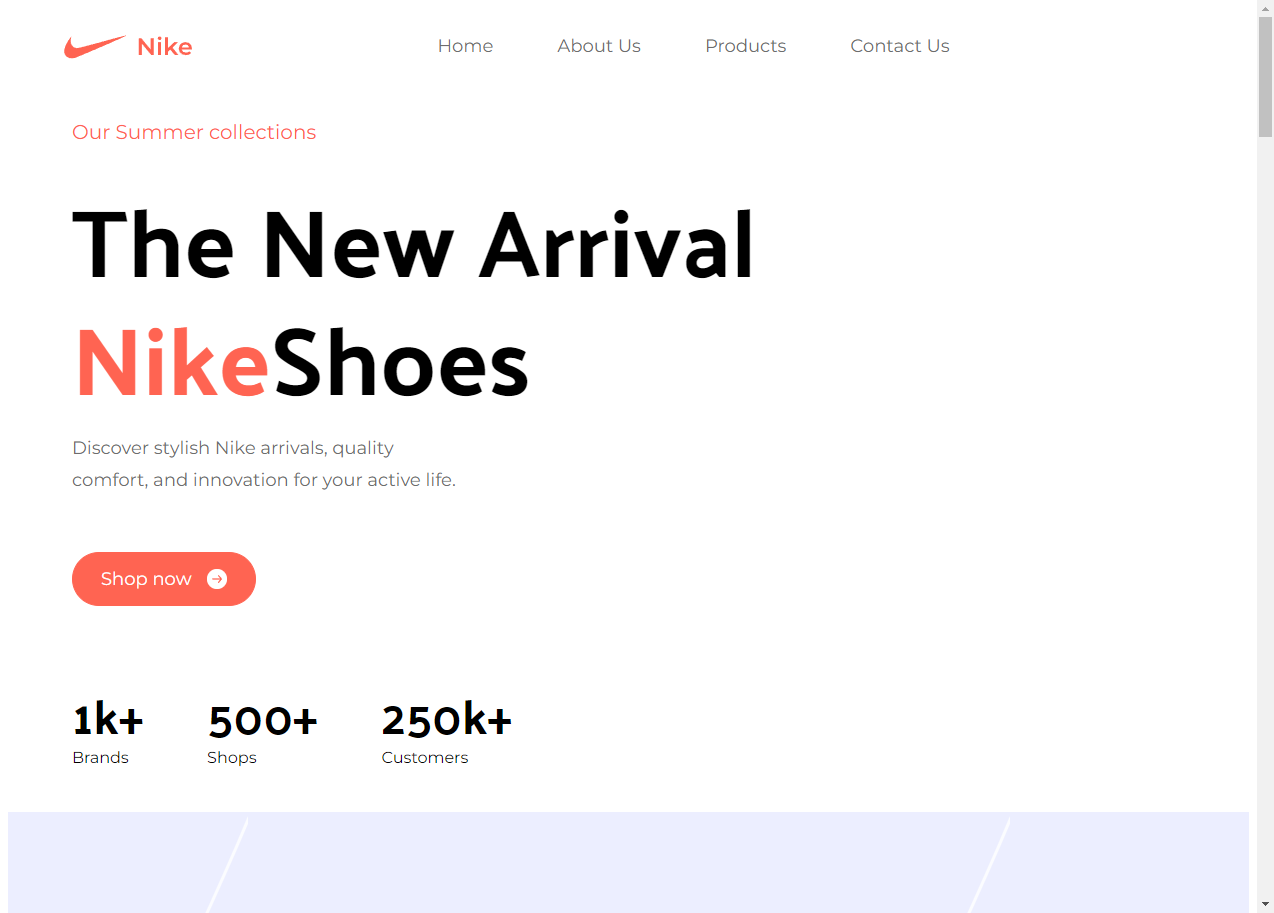 Nike
Home
About Us
Products
Contact Us
Our Summer collections
The New Arrival
NikeShoes
Discover stylish Nike arrivals, quality
comfort, and innovation for your active life.
Shop now
1k+
Brands
500+
Shops
250k+
Customers